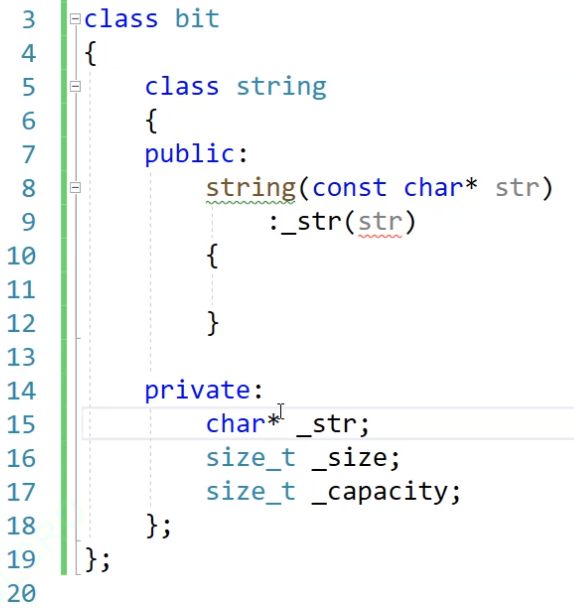 3 class bit
4 {
5 class string
6 {
7 public:
8 string(const char* str)
9 :_str(str)
10 {
11
12 }
13
14 private:
15 char* _str;
16 size_t _size;
17 size_t _capacity;
18 };
19 };
20